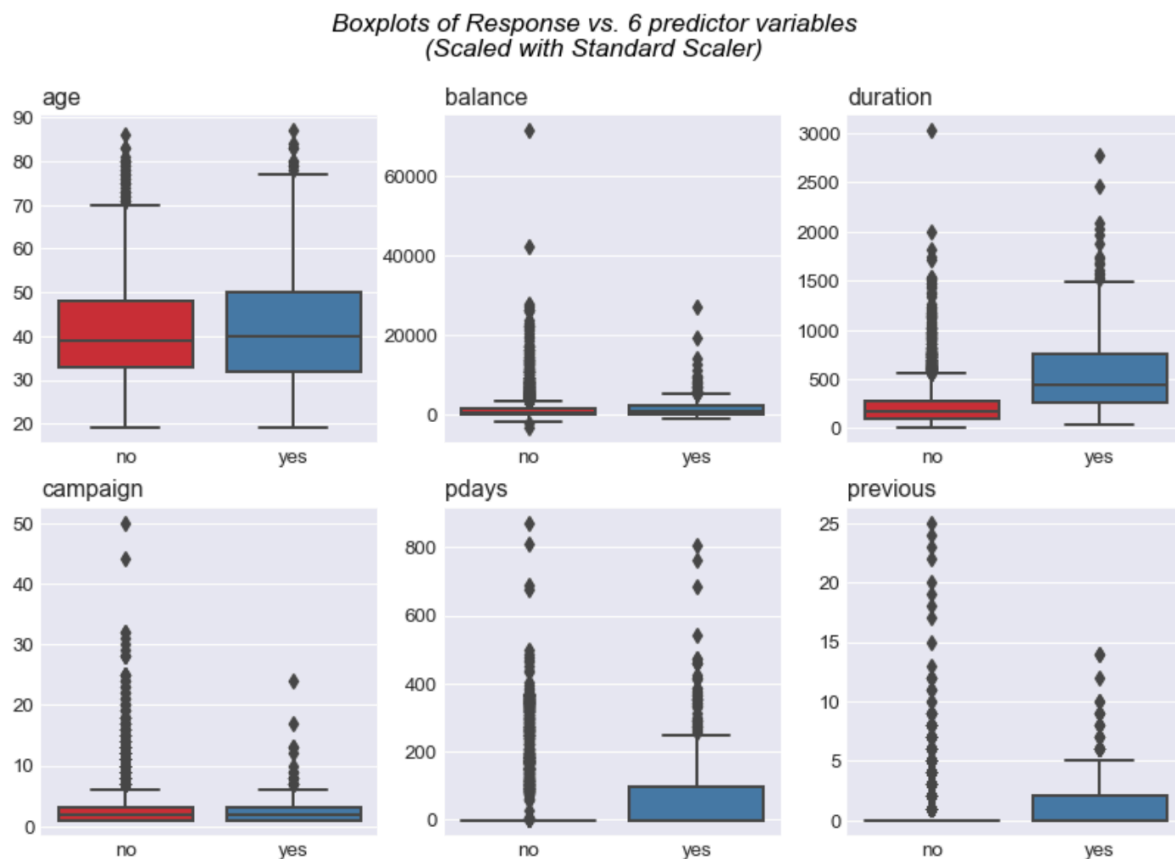 Boxplots of Response vs. 6 predictor variables
(Scaled with Standard Scaler)
age
90
80
70
60
50
40
30
20
no yes
balance
60000
40000
20000
0
no yes
duration
3000
2500
2000
1500
1000
500
0
no yes
campaign
50
40
30
20
10
0
no yes
pdays
800
600
400
200
0
no yes
previous
25
20
15
10
5
0
no yes